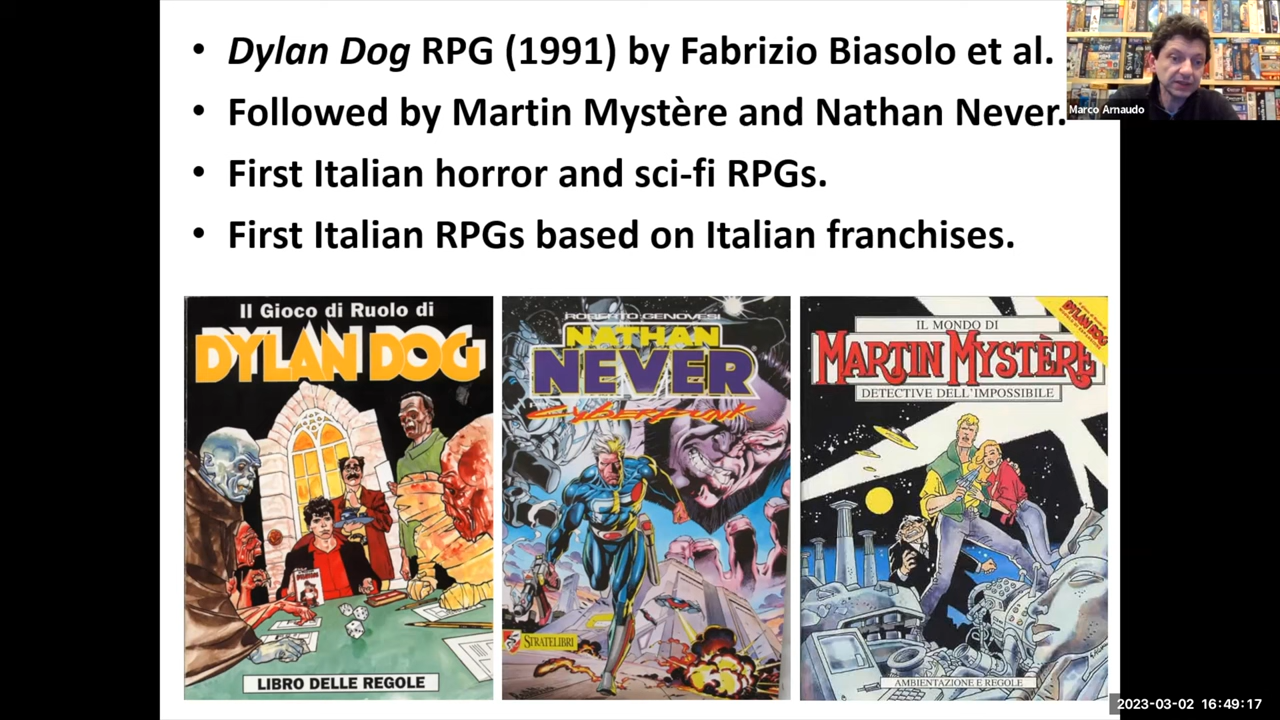 • Dylan Dog RPG (1991) by Fabrizio Biasolo et al.
• Followed by Martin Mystère and Nathan Never.
• First Italian horror and sci-fi RPGs.
• First Italian RPGs based on Italian franchises.
Marco Arnaudo
Il Gioco di Ruolo di
DYLAN DOG
LIBRO DELLE REGOLE
ROBERTO GENOVESI
NATHAN
NEVER
CYBERPUNK
STRATELIBRI
IL MONDO DI
MARTIN MYSTÈRE
DETECTIVE DELL'IMPOSSIBILE
DYLAN DOG
AMBIENTAZIONE E REGOLE
2023-03-02 16:49:17